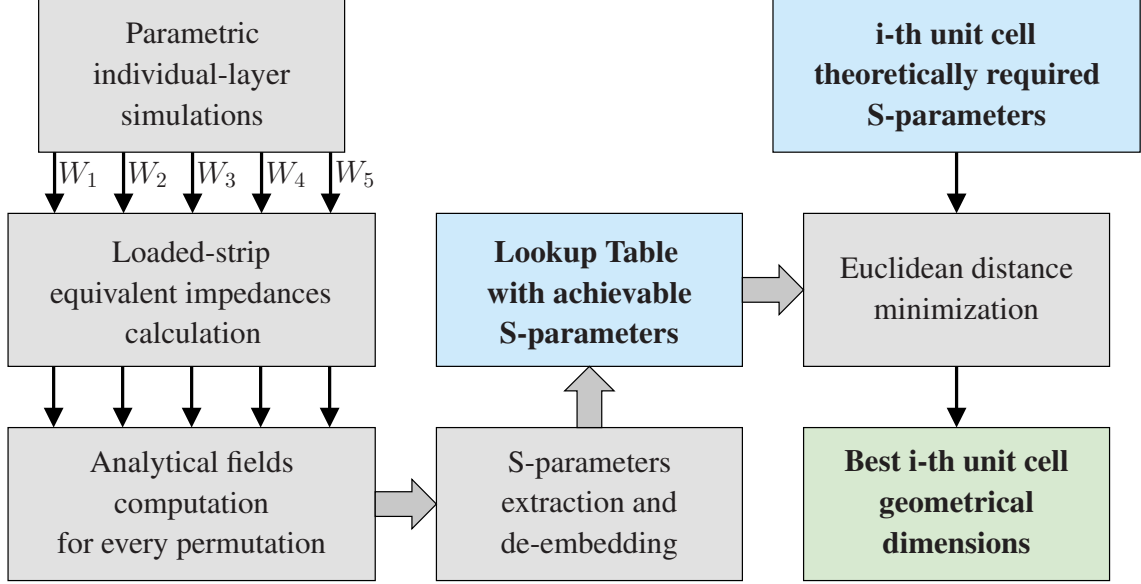 Parametric
individual-layer
simulations
W₁ W₂ W₃ W₄ W₅
Loaded-strip
equivalent impedances
calculation
Analytical fields
computation
for every permutation
S-parameters
extraction and
de-embedding
Lookup Table
with achievable
S-parameters
i-th unit cell
theoretically required
S-parameters
Euclidean distance
minimization
Best i-th unit cell
geometrical
dimensions